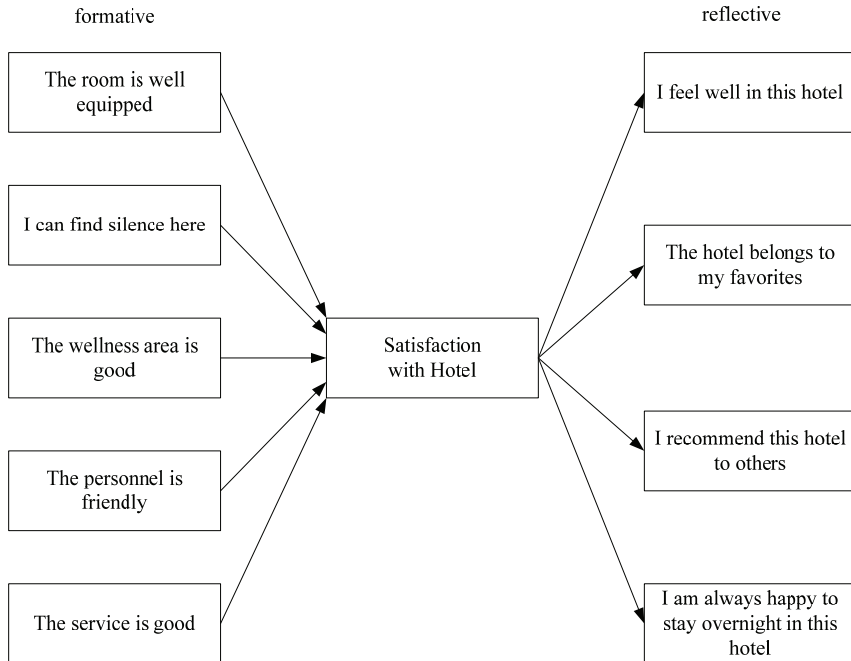 formative
The room is well
equipped
I can find silence here
The wellness area is
good
The personnel is
friendly
The service is good
Satisfaction
with Hotel
reflective
I feel well in this hotel
The hotel belongs to
my favorites
I recommend this hotel
to others
I am always happy to
stay overnight in this
hotel